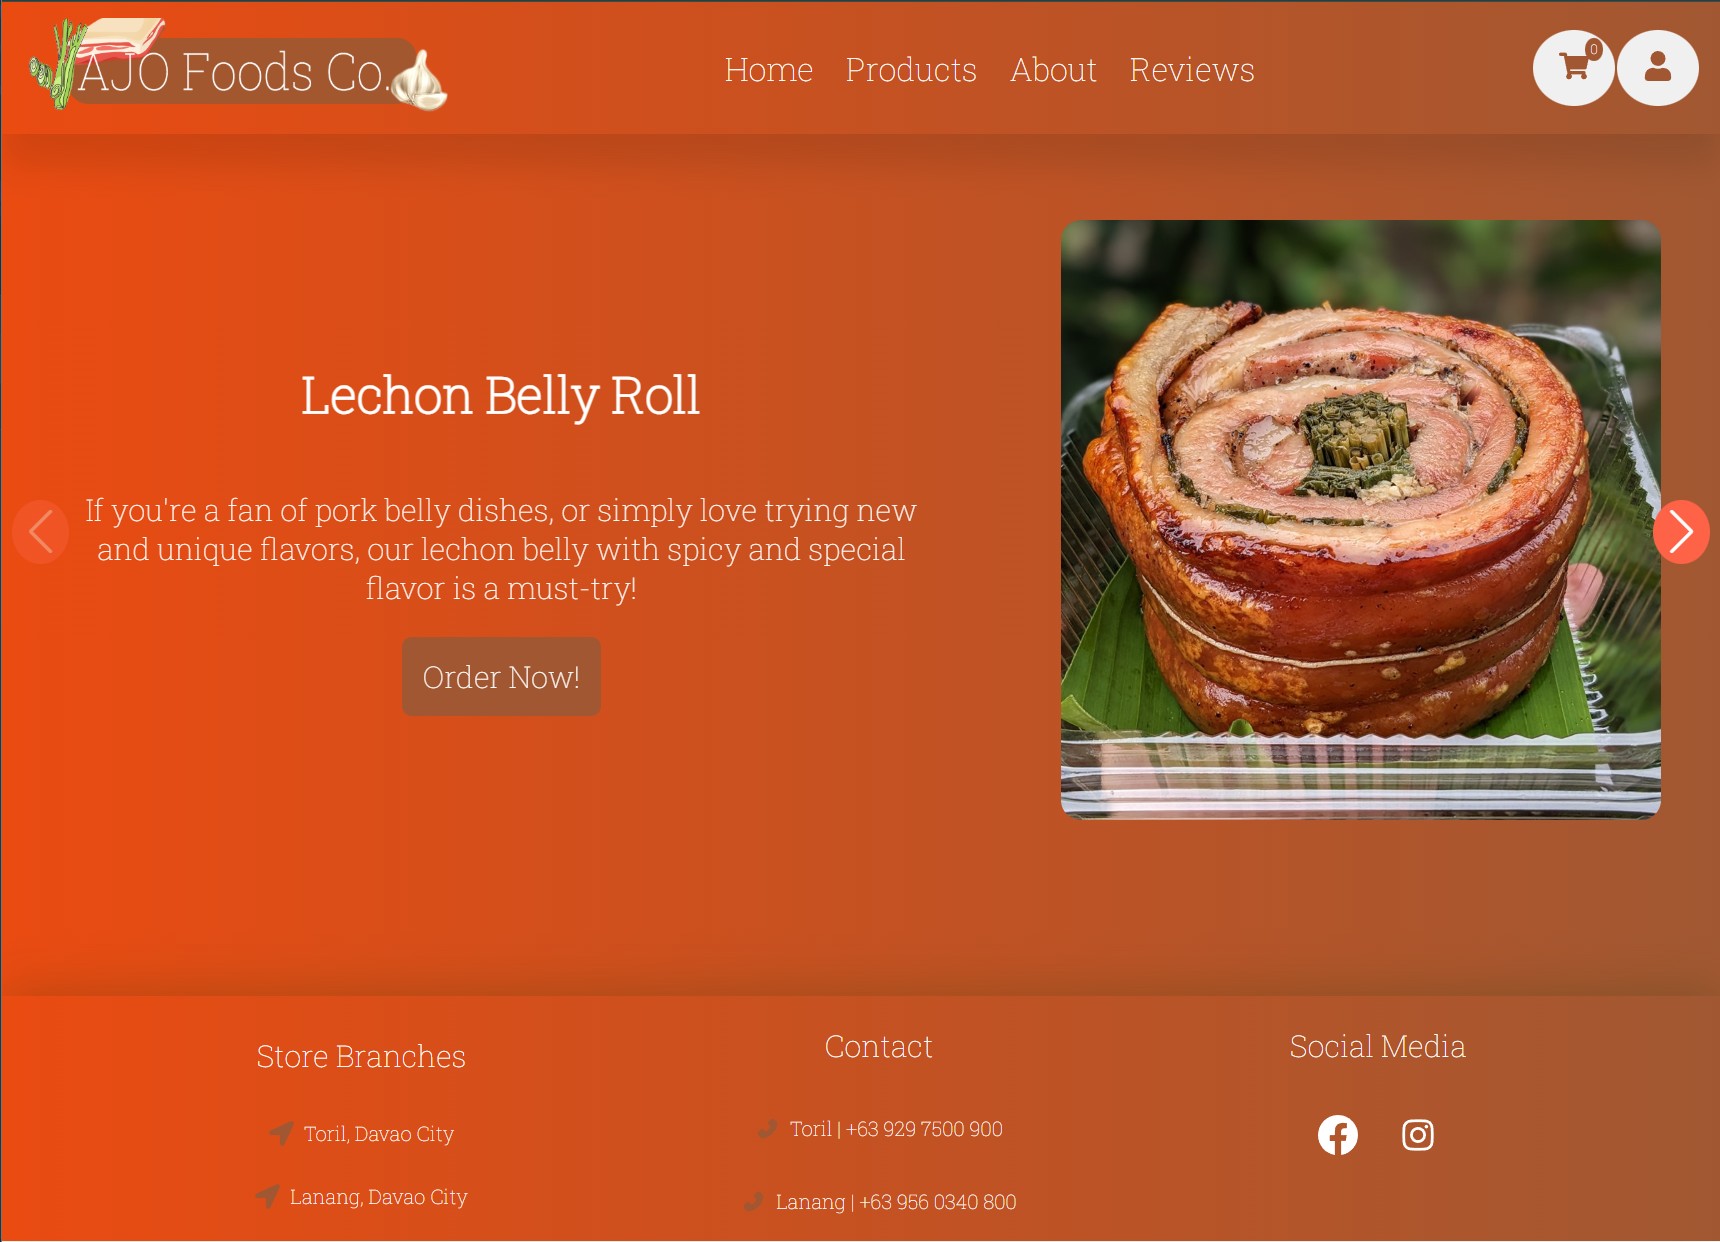 AJO Foods Co.
Home Products About Reviews
0
Lechon Belly Roll
If you're a fan of pork belly dishes, or simply love trying new
and unique flavors, our lechon belly with spicy and special
flavor is a must-try!
Order Now!
Store Branches
Toril, Davao City
Lanang, Davao City
Contact
Toril | +63 929 7500 900
Lanang | +63 956 0340 800
Social Media